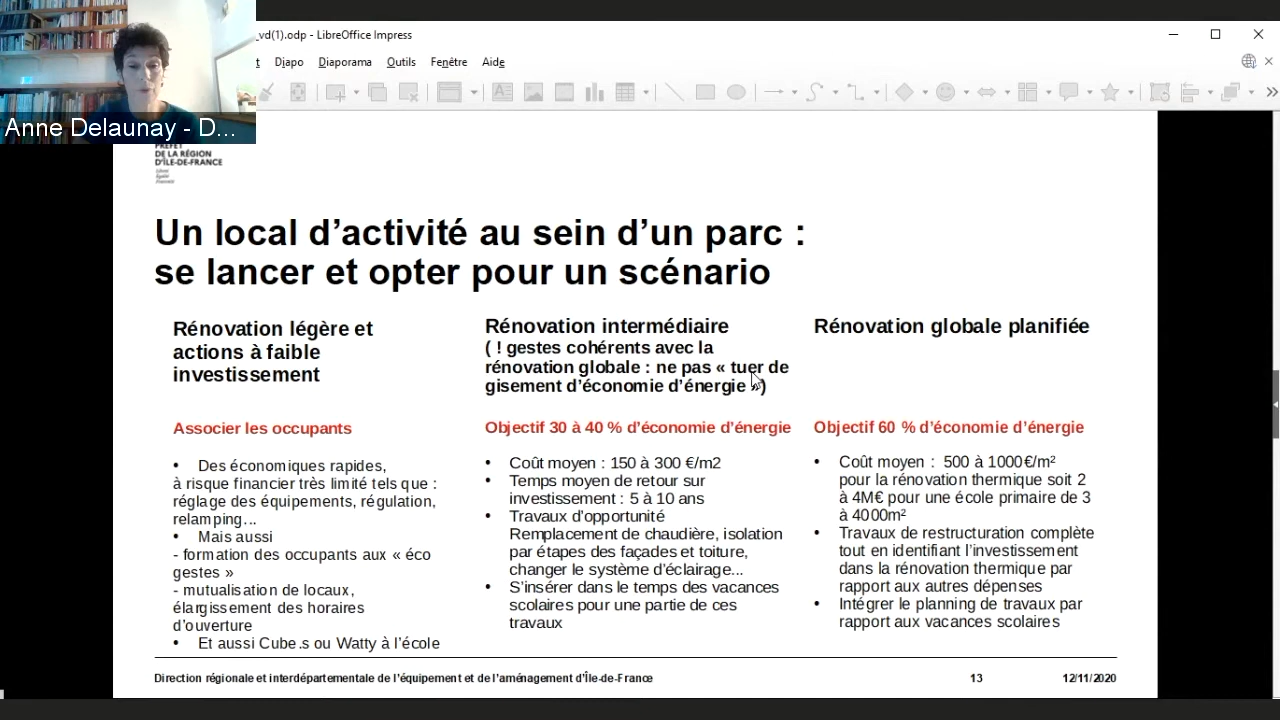 _vd(1).odp - LibreOffice Impress
t Diapo Diaporama Outils Fenêtre Aide
Anne Delaunay - D...
PRÉFET
DE LA RÉGION
D'ÎLE-DE-FRANCE
Liberté
Égalité
Fraternité
Un local d’activité au sein d’un parc :
se lancer et opter pour un scénario
Rénovation légère et
actions à faible
investissement
Associer les occupants
• Des économiques rapides,
à risque financier très limité tels que :
réglage des équipements, régulation,
relamping...
• Mais aussi
- formation des occupants aux « éco
gestes »
- mutualisation de locaux,
élargissement des horaires
d’ouverture
• Et aussi Cube.s ou Watty à l’école
Rénovation intermédiaire
( ! gestes cohérents avec la
rénovation globale : ne pas « tuer de
gisement d’économie d’énergie »)
Objectif 30 à 40 % d’économie d’énergie
• Coût moyen : 150 à 300 €/m2
• Temps moyen de retour sur
investissement : 5 à 10 ans
• Travaux d’opportunité
Remplacement de chaudière, isolation
par étapes des façades et toiture,
changer le système d’éclairage...
• S’insérer dans le temps des vacances
scolaires pour une partie de ces
travaux
Rénovation globale planifiée
Objectif 60 % d’économie d’énergie
• Coût moyen : 500 à 1000€/m²
pour la rénovation thermique soit 2
à 4M€ pour une école primaire de 3
à 4000m²
• Travaux de restructuration complète
tout en identifiant l’investissement
dans la rénovation thermique par
rapport aux autres dépenses
• Intégrer le planning de travaux par
rapport aux vacances scolaires
Direction régionale et interdépartementale de l’équipement et de l’aménagement d’Île-de-France
13
12/11/2020